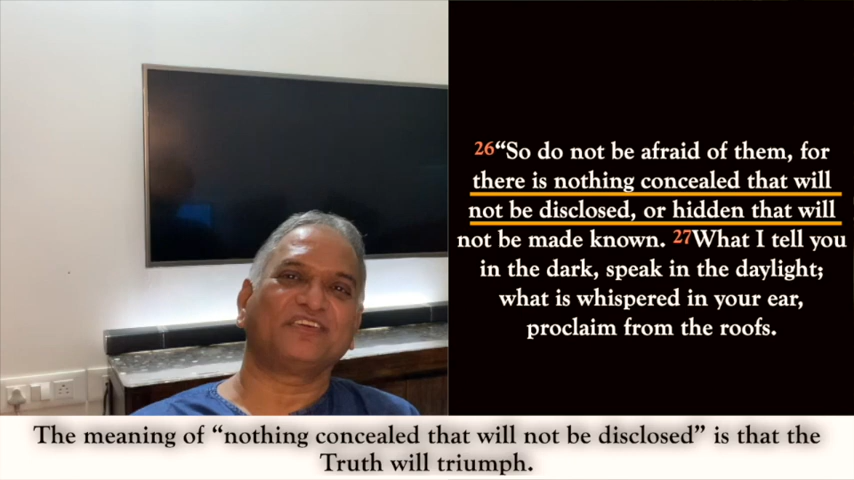 26“So do not be afraid of them, for
there is nothing concealed that will
not be disclosed, or hidden that will
not be made known. 27What I tell you
in the dark, speak in the daylight;
what is whispered in your ear,
proclaim from the roofs.
The meaning of “nothing concealed that will not be disclosed” is that the
Truth will triumph.